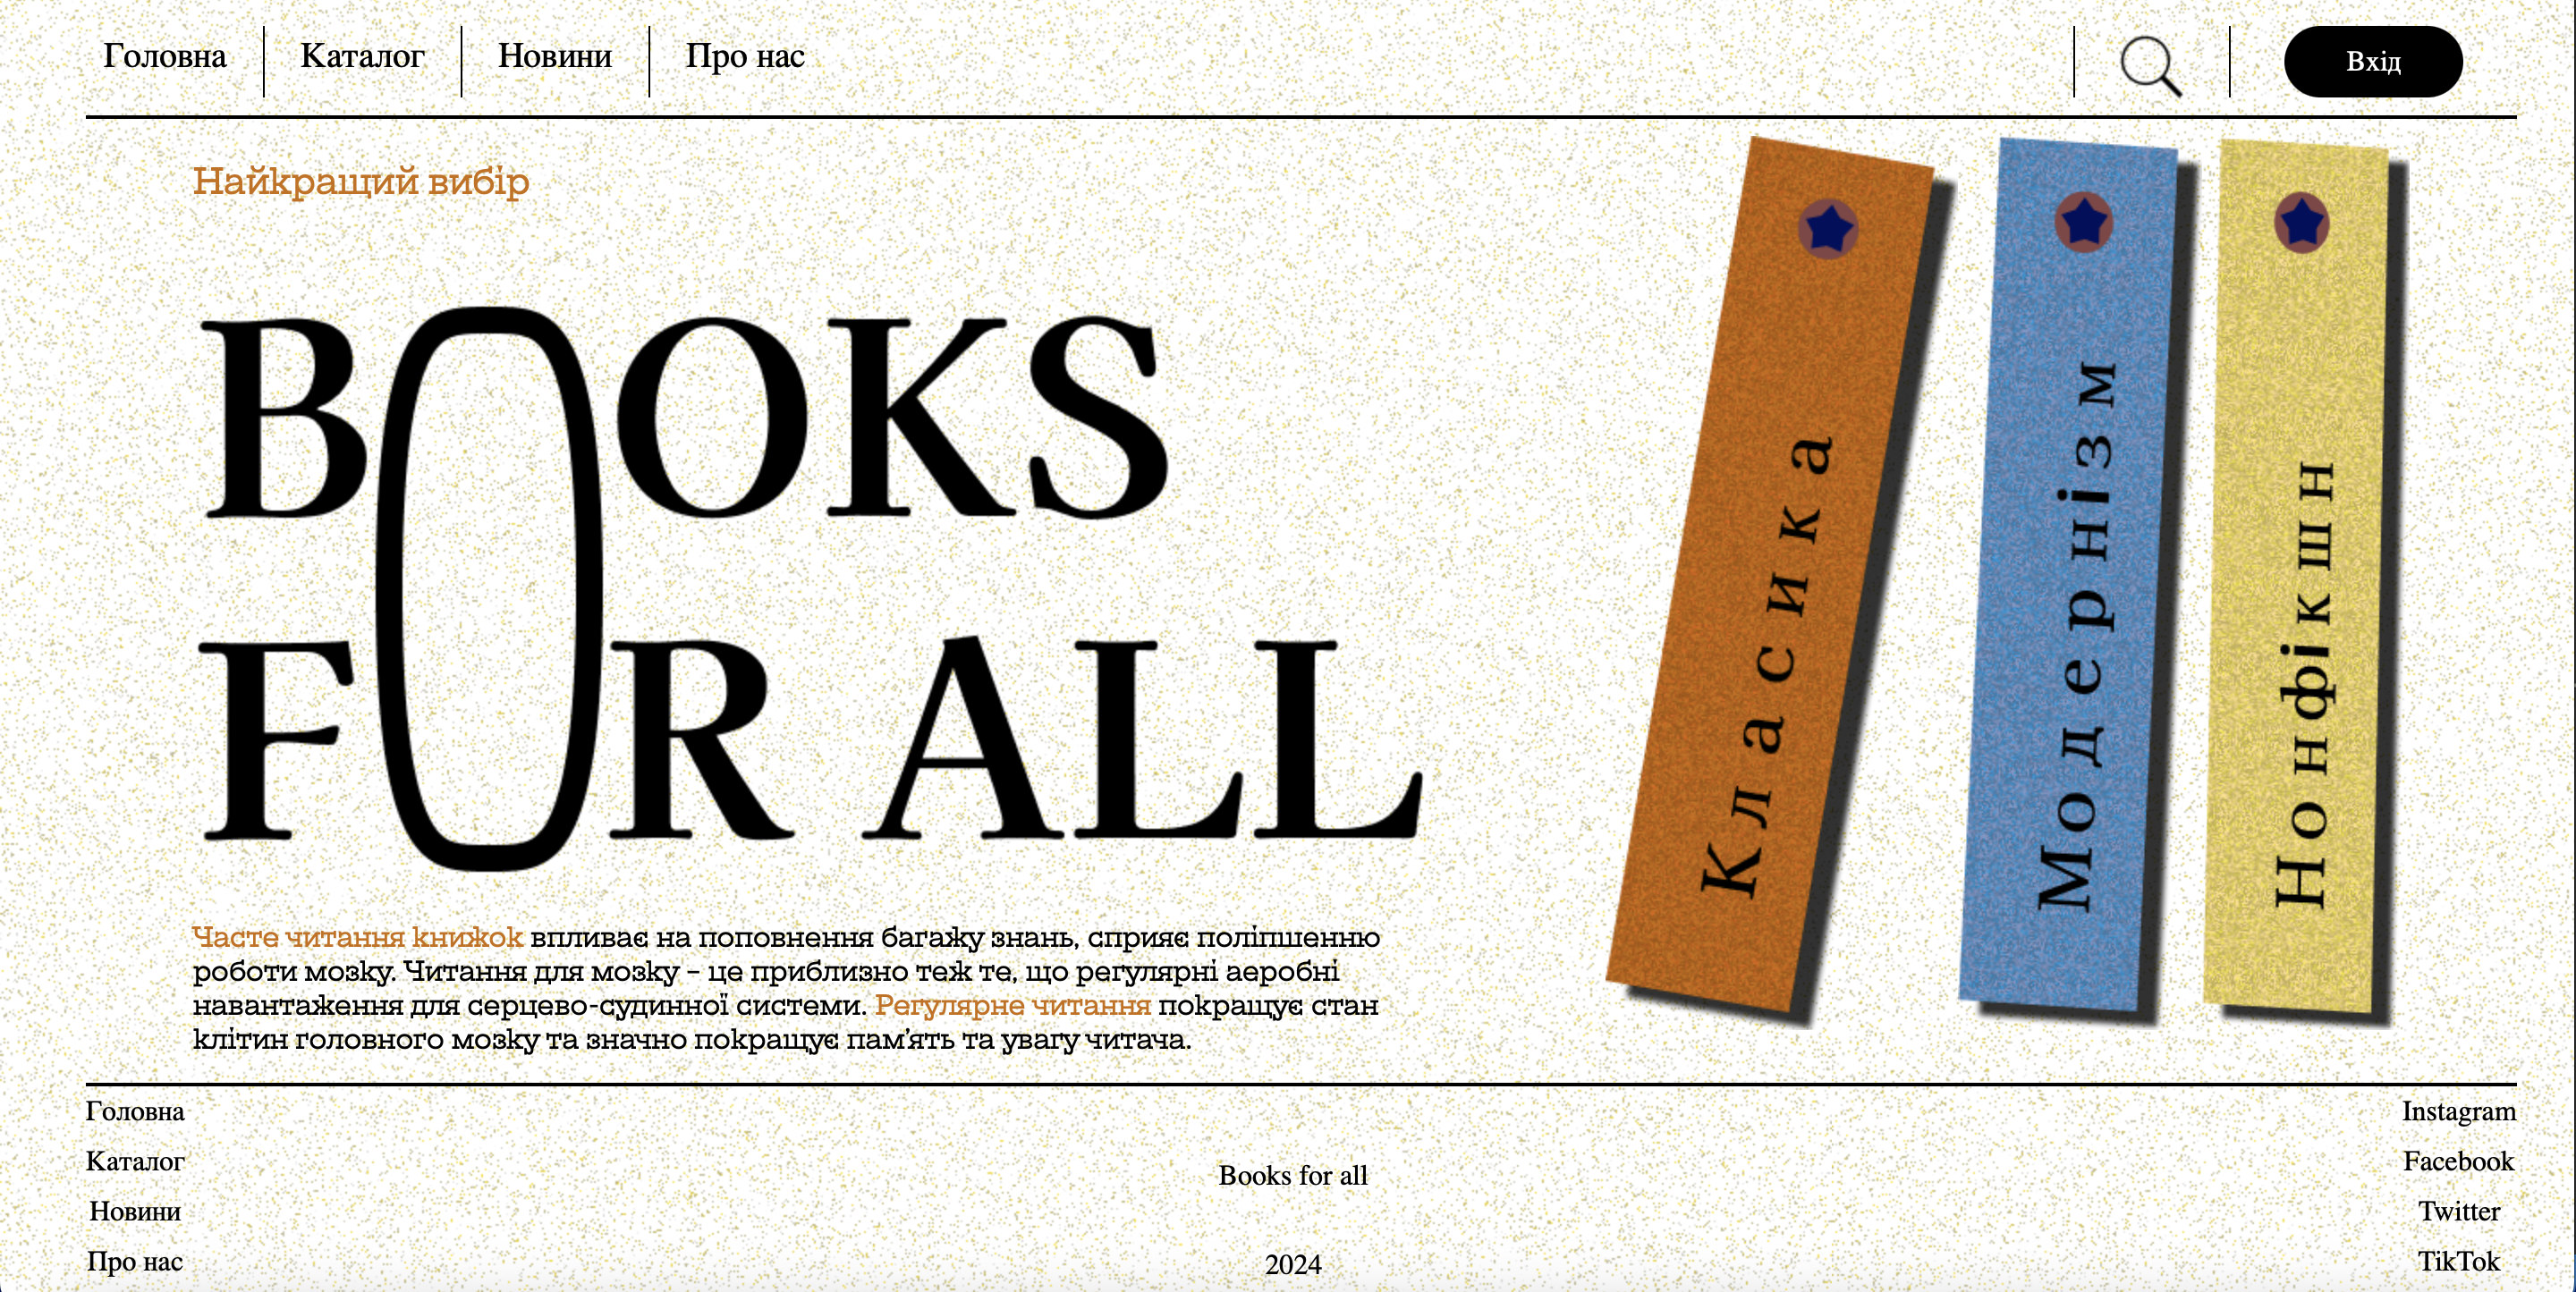 Головна
Каталог
Новини
Про нас
Вхід
Найкращий вибір
BOOKS
FOR ALL
Класика
Модернізм
Нонфікшн
Часте читання книжок впливає на поповнення багажу знань, сприяє поліпшенню
роботи мозку. Читання для мозку – це приблизно теж те, що регулярні аеробні
навантаження для серцево-судинної системи. Регулярне читання покращує стан
клітин головного мозку та значно покращує пам'ять та увагу читача.
Головна
Каталог
Новини
Про нас
Books for all
2024
Instagram
Facebook
Twitter
TikTok